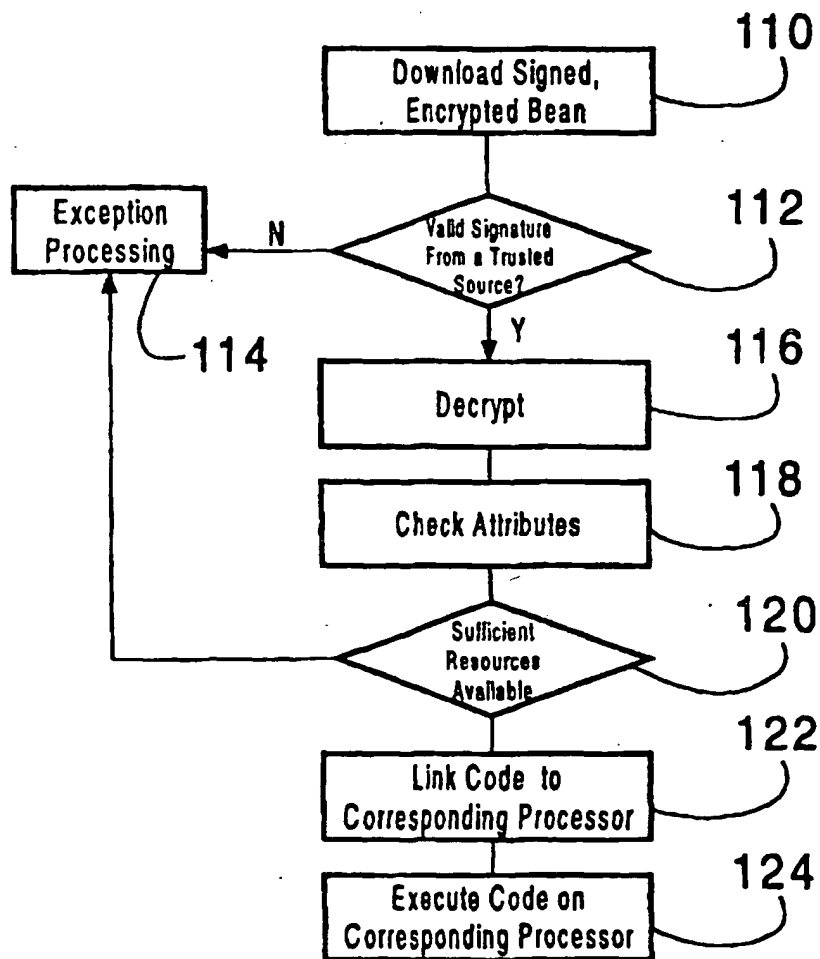 110
Download Signed,
Encrypted Bean
Exception
Processing
N
Valid Signature
From a Trusted
Source?
112
114
Y
116
Decrypt
118
Check Attributes
120
Sufficient
Resources
Available
122
Link Code to
Corresponding Processor
124
Execute Code on
Corresponding Processor